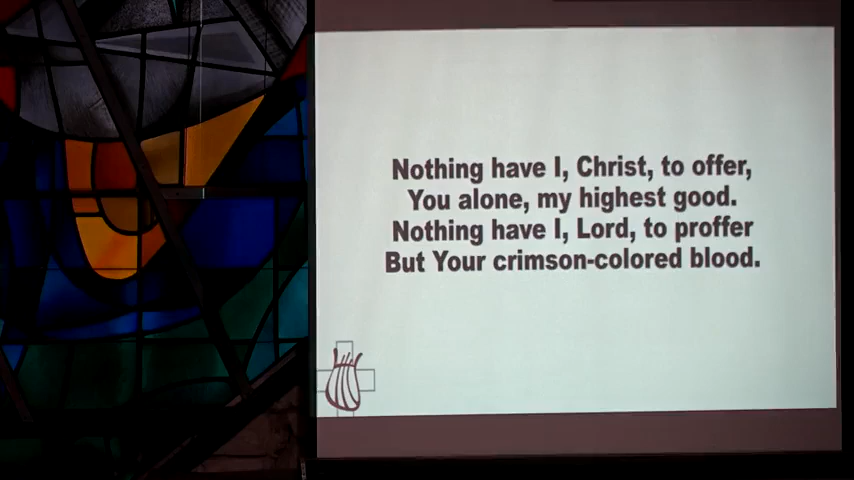 Nothing have I, Christ, to offer,
You alone, my highest good.
Nothing have I, Lord, to proffer
But Your crimson-colored blood.